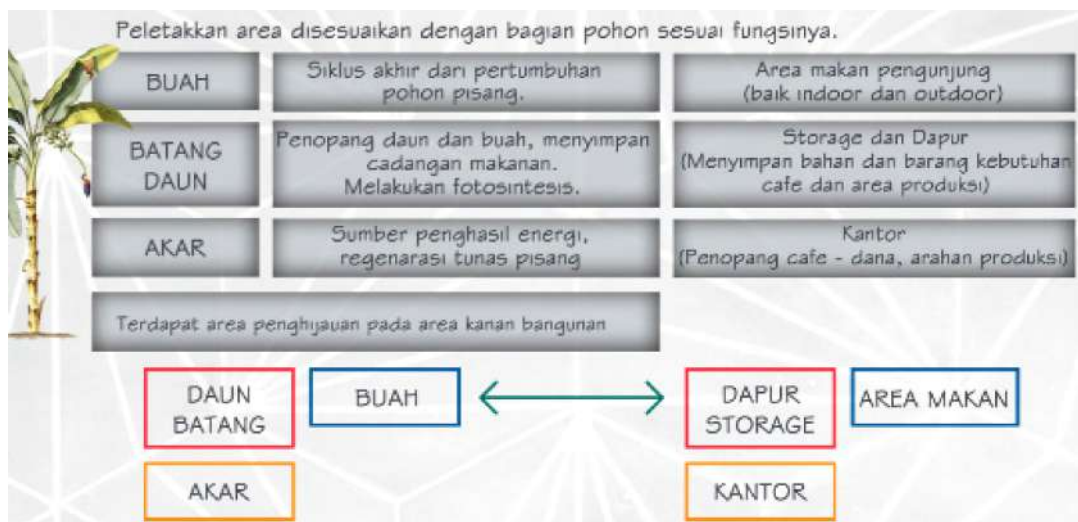 Peletakkan area disesuaikan dengan bagian pohon sesuai fungsinya.
BUAH
Siklus akhir dari pertumbuhan
pohon pisang.
Area makan pengunjung
(baik indoor dan outdoor)
BATANG
DAUN
Penopang daun dan buah, menyimpan
cadangan makanan.
Melakukan fotosintesis.
Storage dan Dapur
(Menyimpan bahan dan barang kebutuhan
cafe dan area produksi)
AKAR
Sumber penghasil energi,
regenarasi tunas pisang
Kantor
(Penopang cafe - dana, arahan produksi)
Terdapat area penghijauan pada area kanan bangunan
DAUN
BATANG
BUAH
DAPUR
STORAGE
AREA MAKAN
AKAR
KANTOR